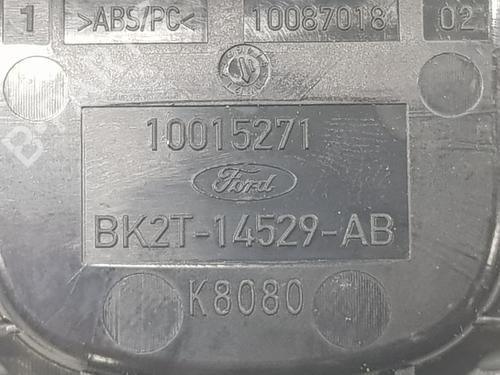 1 >ABS/PC< 10087018 02
10015271
Ford
BK2T-14529-AB
K8080